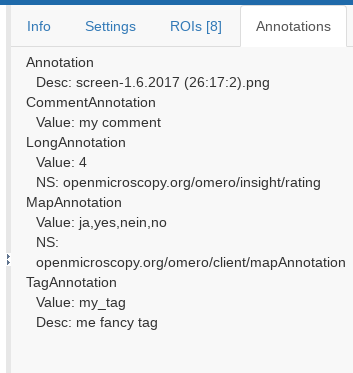 Info Settings ROIs [8] Annotations
Annotation
Desc: screen-1.6.2017 (26:17:2).png
CommentAnnotation
Value: my comment
LongAnnotation
Value: 4
NS: openmicroscopy.org/omero/insight/rating
MapAnnotation
Value: ja,yes,nein,no
NS:
openmicroscopy.org/omero/client/mapAnnotation
TagAnnotation
Value: my_tag
Desc: me fancy tag